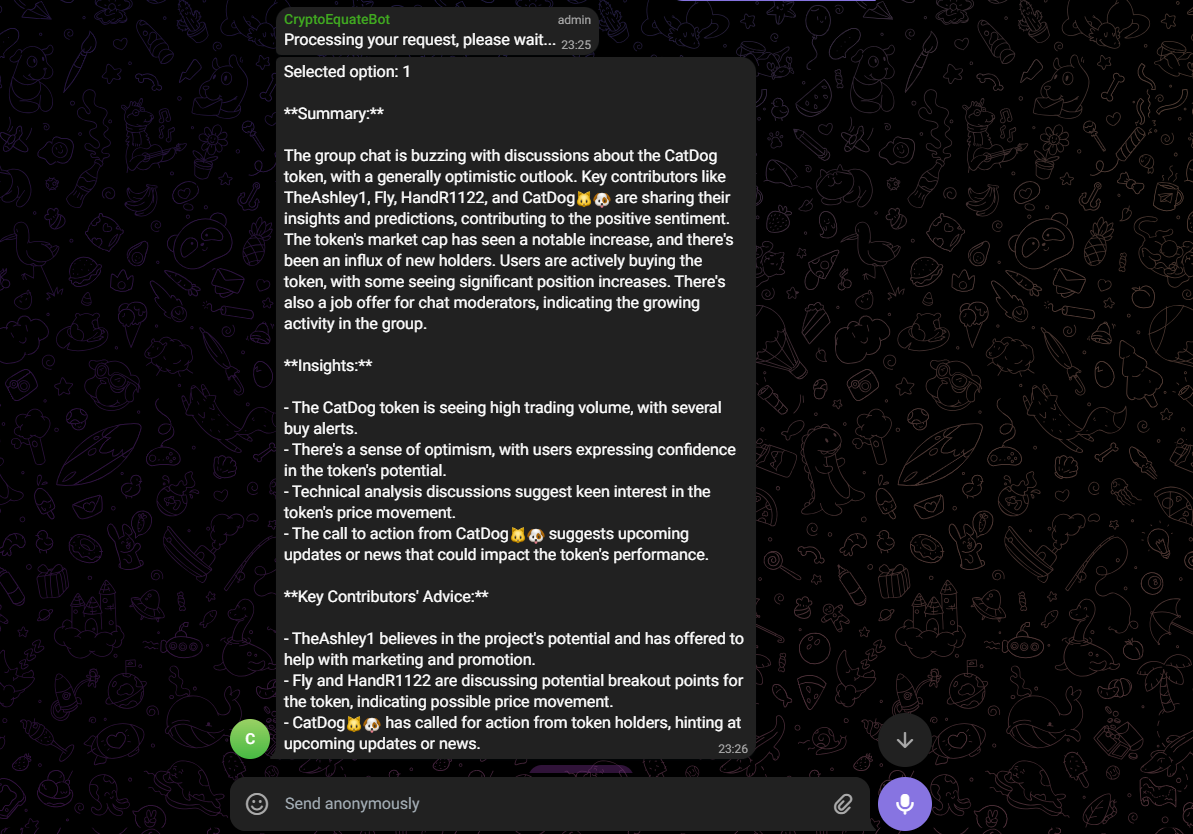 CryptoEquateBot admin
Processing your request, please wait... 23:25
Selected option: 1
**Summary:**
The group chat is buzzing with discussions about the CatDog
token, with a generally optimistic outlook. Key contributors like
TheAshley1, Fly, HandR1122, and CatDog🐱🐶 are sharing their
insights and predictions, contributing to the positive sentiment.
The token's market cap has seen a notable increase, and there's
been an influx of new holders. Users are actively buying the
token, with some seeing significant position increases. There's
also a job offer for chat moderators, indicating the growing
activity in the group.
**Insights:**
- The CatDog token is seeing high trading volume, with several
buy alerts.
- There's a sense of optimism, with users expressing confidence
in the token's potential.
- Technical analysis discussions suggest keen interest in the
token's price movement.
- The call to action from CatDog🐱🐶 suggests upcoming
updates or news that could impact the token's performance.
**Key Contributors' Advice:**
- TheAshley1 believes in the project's potential and has offered to
help with marketing and promotion.
- Fly and HandR1122 are discussing potential breakout points for
the token, indicating possible price movement.
- CatDog🐱🐶 has called for action from token holders, hinting at
upcoming updates or news. 23:26
C
Send anonymously